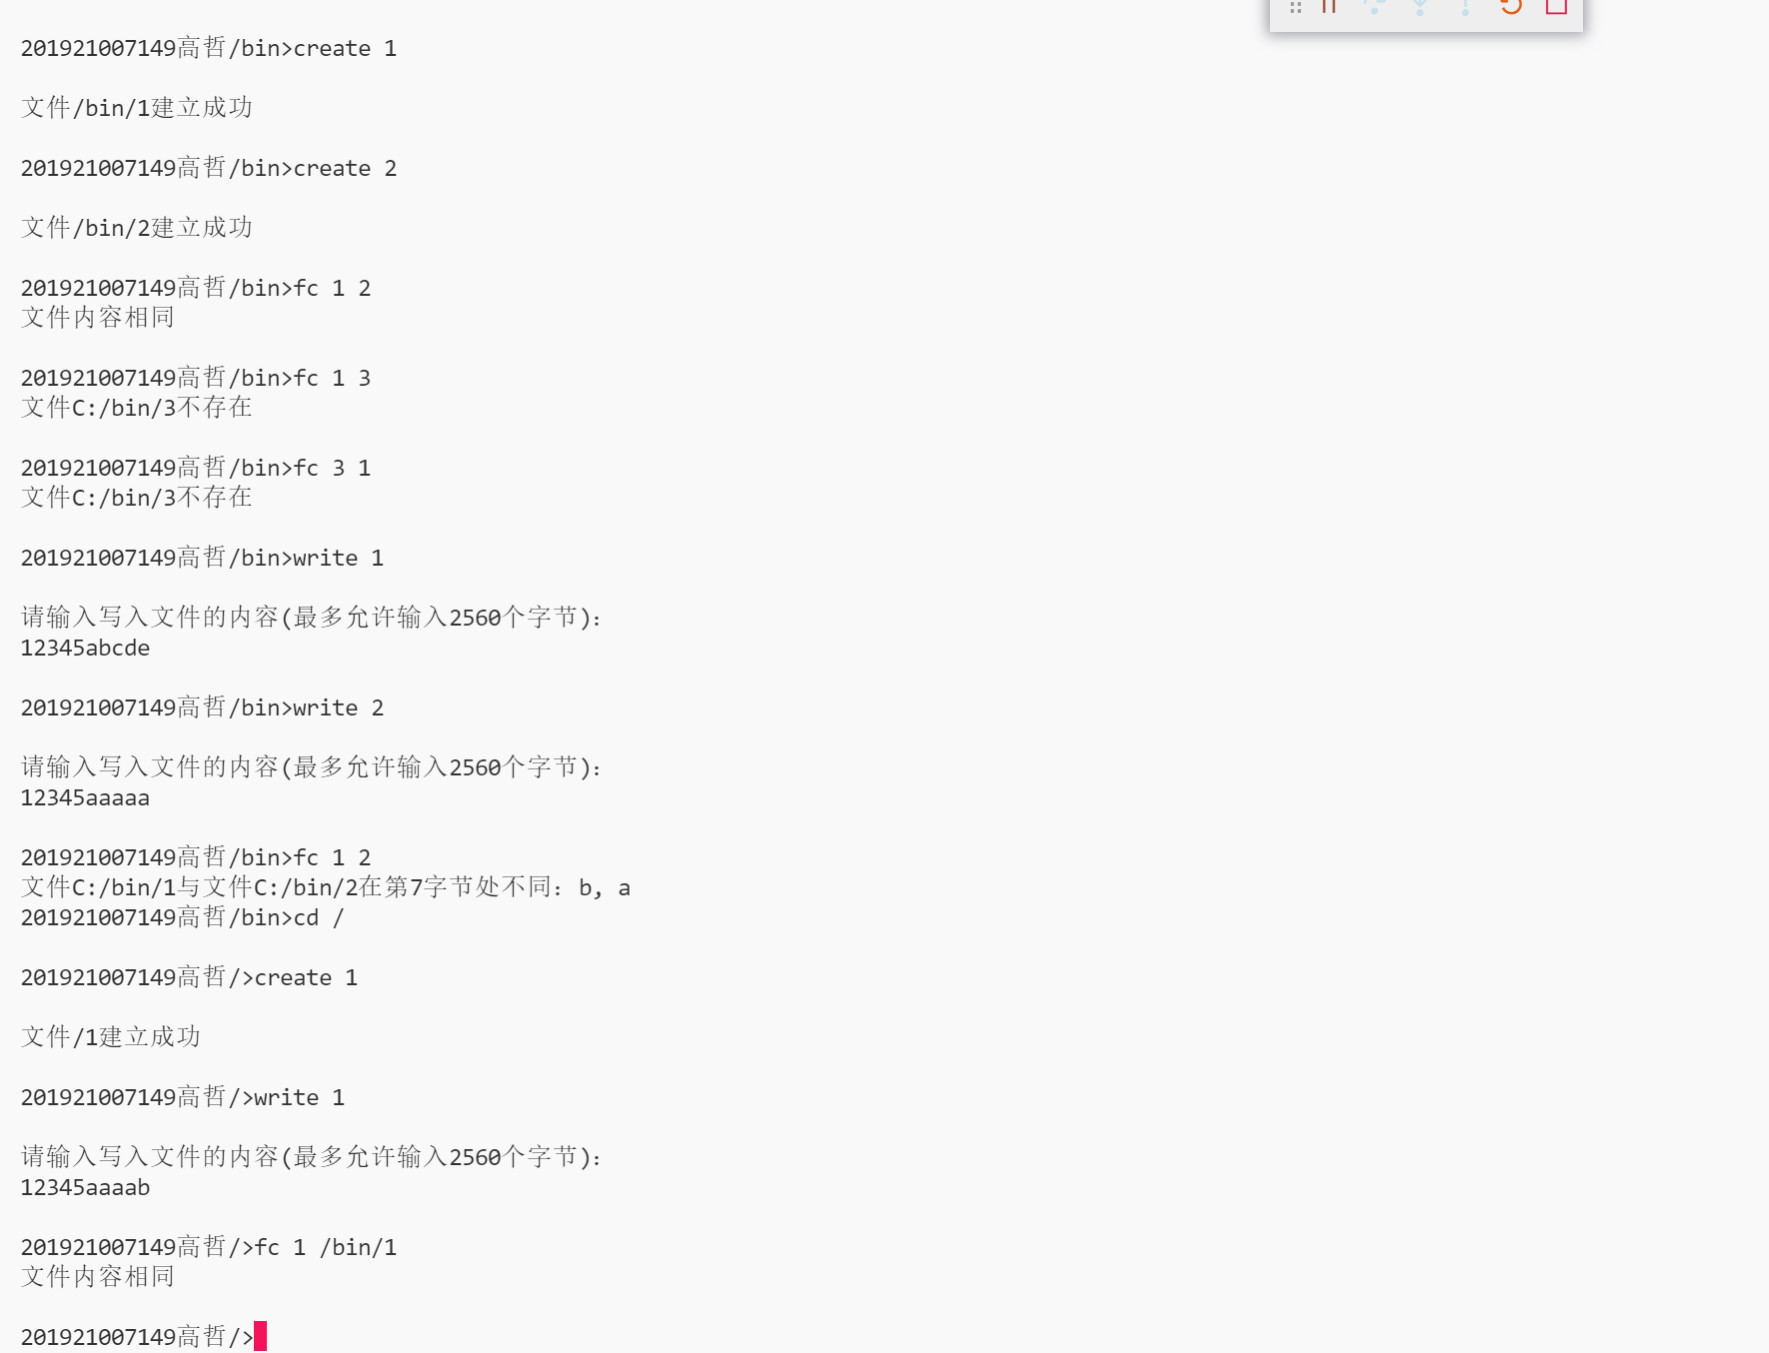 201921007149高哲/bin>create 1
文件/bin/1建立成功
201921007149高哲/bin>create 2
文件/bin/2建立成功
201921007149高哲/bin>fc 1 2
文件内容相同
201921007149高哲/bin>fc 1 3
文件C:/bin/3不存在
201921007149高哲/bin>fc 3 1
文件C:/bin/3不存在
201921007149高哲/bin>write 1
请输入写入文件的内容(最多允许输入2560个字节):
12345abcde
201921007149高哲/bin>write 2
请输入写入文件的内容(最多允许输入2560个字节):
12345aaaaa
201921007149高哲/bin>fc 1 2
文件C:/bin/1与文件C:/bin/2在第7字节处不同: b, a
201921007149高哲/bin>cd /
201921007149高哲/>create 1
文件/1建立成功
201921007149高哲/>write 1
请输入写入文件的内容(最多允许输入2560个字节):
12345aaaab
201921007149高哲/>fc 1 /bin/1
文件内容相同
201921007149高哲/>